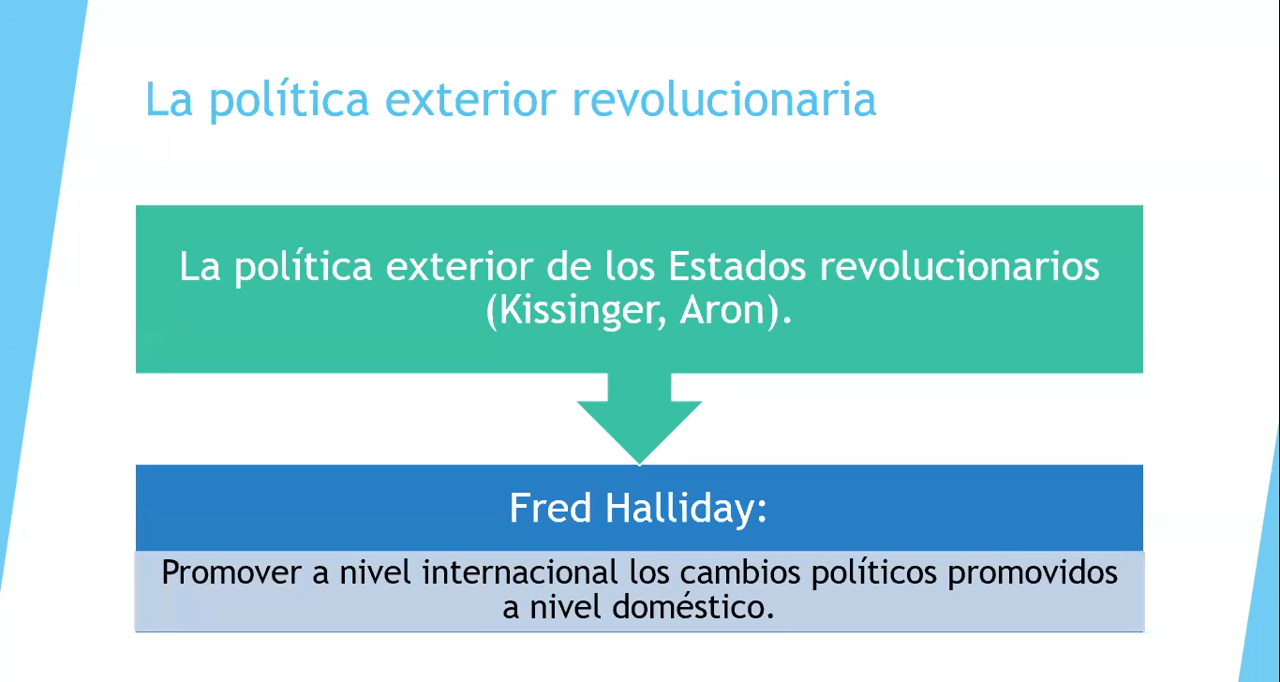 La política exterior revolucionaria
La política exterior de los Estados revolucionarios
(Kissinger, Aron).
Fred Halliday:
Promover a nivel internacional los cambios políticos promovidos
a nivel doméstico.